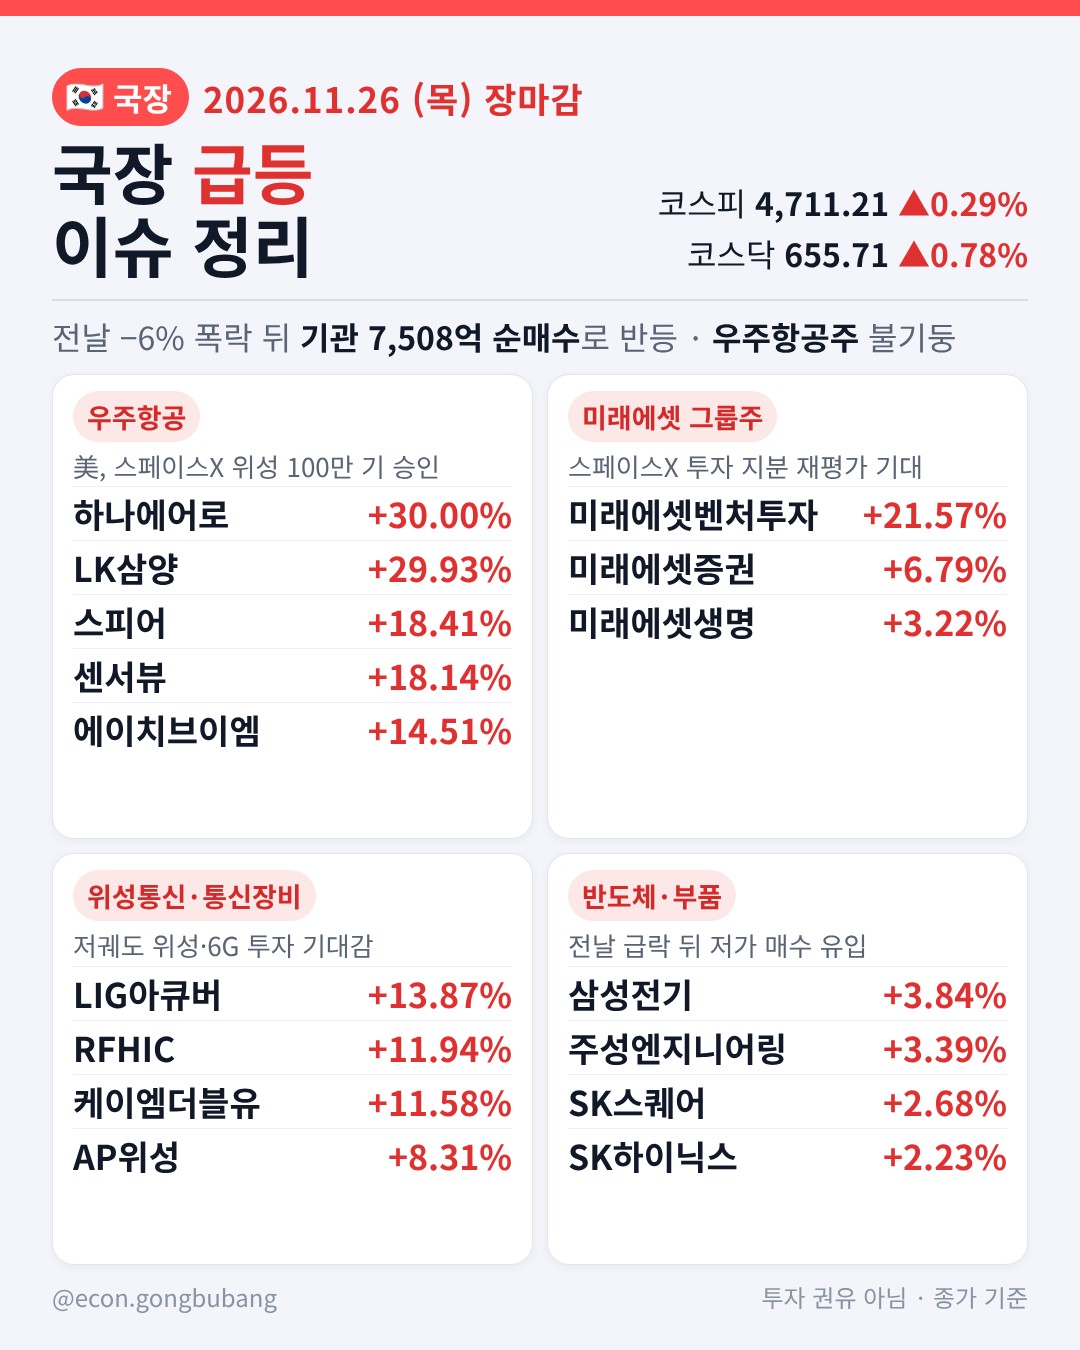 국장 2026.11.26 (목) 장마감
국장 급등
이슈 정리
코스피 4,711.21 ▲0.29%
코스닥 655.71 ▲0.78%
전날 −6% 폭락 뒤 기관 7,508억 순매수로 반등 · 우주항공주 불기둥
우주항공
美, 스페이스X 위성 100만 기 승인
하나에어로 +30.00%
LK삼양 +29.93%
스피어 +18.41%
센서뷰 +18.14%
에이치브이엠 +14.51%
미래에셋 그룹주
스페이스X 투자 지분 재평가 기대
미래에셋벤처투자 +21.57%
미래에셋증권 +6.79%
미래에셋생명 +3.22%
위성통신·통신장비
저궤도 위성·6G 투자 기대감
LIG아큐버 +13.87%
RFHIC +11.94%
케이엠더블유 +11.58%
AP위성 +8.31%
반도체·부품
전날 급락 뒤 저가 매수 유입
삼성전기 +3.84%
주성엔지니어링 +3.39%
SK스퀘어 +2.68%
SK하이닉스 +2.23%
@econ.gongbubang
투자 권유 아님 · 종가 기준